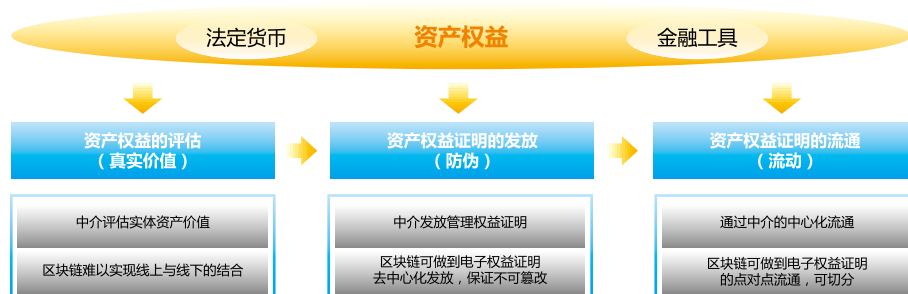 法定货币
资产权益
金融工具
资产权益的评估
（真实价值）
资产权益证明的发放
（防伪）
资产权益证明的流通
（流动）
中介评估实体资产价值
中介发放管理权益证明
通过中介的中心化流通
区块链难以实现线上与线下的结合
区块链可做到电子权益证明
去中心化发放，保证不可篡改
区块链可做到电子权益证明
的点对点流通，可切分